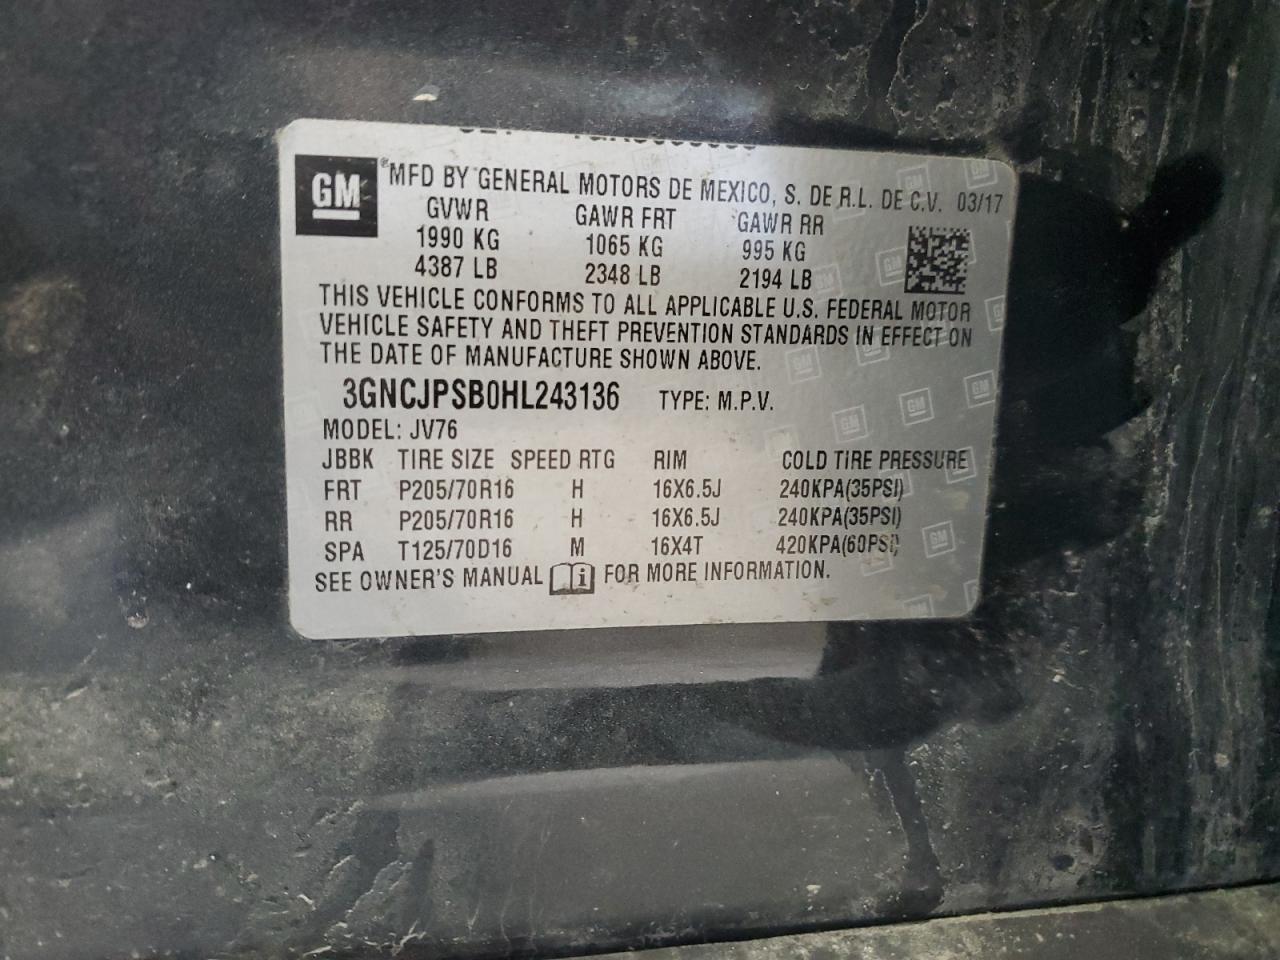 GM ® MFD BY GENERAL MOTORS DE MEXICO, S. DE R.L. DE C.V. 03/17
GVWR GAWR FRT GAWR RR
1990 KG 1065 KG 995 KG
4387 LB 2348 LB 2194 LB
THIS VEHICLE CONFORMS TO ALL APPLICABLE U.S. FEDERAL MOTOR
VEHICLE SAFETY AND THEFT PREVENTION STANDARDS IN EFFECT ON
THE DATE OF MANUFACTURE SHOWN ABOVE.
3GNCJPSB0HL243136 TYPE: M.P.V.
MODEL: JV76
JBBK TIRE SIZE SPEED RTG RIM COLD TIRE PRESSURE
FRT P205/70R16 H 16X6.5J 240KPA(35PSI)
RR P205/70R16 H 16X6.5J 240KPA(35PSI)
SPA T125/70D16 M 16X4T 420KPA(60PSI)
SEE OWNER'S MANUAL i FOR MORE INFORMATION.